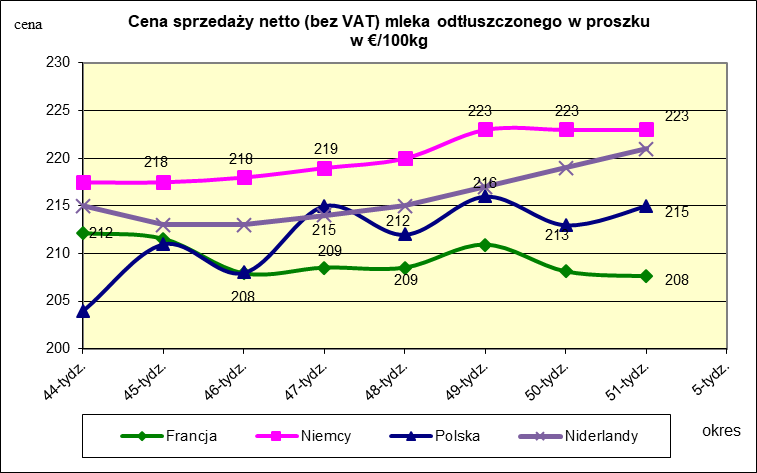 cena
Cena sprzedaży netto (bez VAT) mleka odtłuszczonego w proszku
w €/100kg
230
225
220
215
210
205
200
223
223
223
218
218
219
216
212
215
212
213
215
208
209
209
208
44-tydz.
45-tydz.
46-tydz.
47-tydz.
48-tydz.
49-tydz.
50-tydz.
51-tydz.
5-tydz.
Francja
Niemcy
Polska
Niderlandy
okres